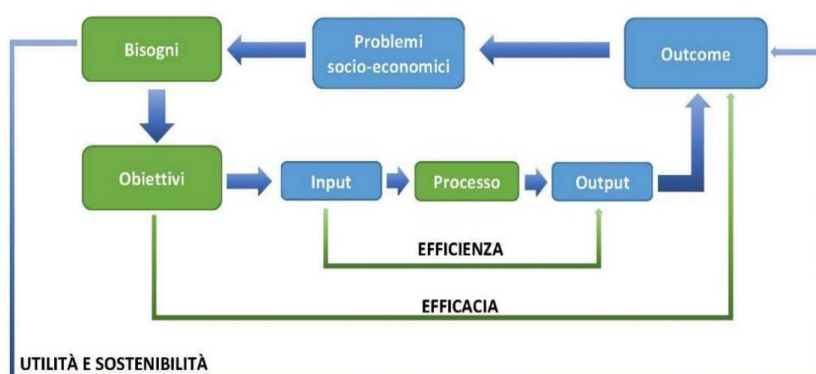 Bisogni
Problemi
socio-economici
Outcome
Obiettivi
Input
Processo
Output
EFFICIENZA
EFFICACIA
UTILITÀ E SOSTENIBILITÀ